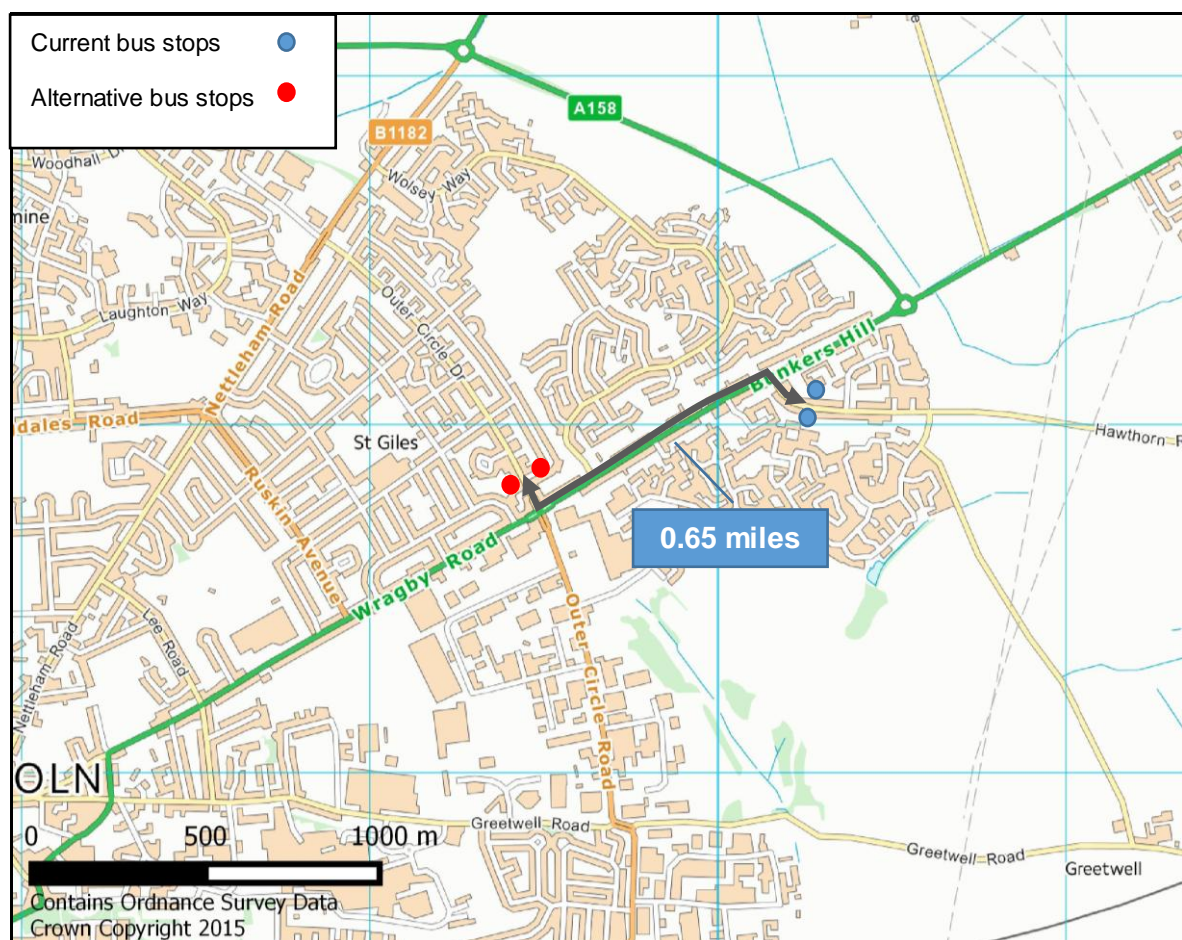 Current bus stops
Alternative bus stops
A158
B1182
Woodhall Dr
Wolsey Way
mine
Nettleham Road
Laughton Way
Outer Circle Dr
Bunkers Hill
dales Road
St Giles
Hawthorn R
Ruskin Avenue
0.65 miles
Wragby Road
Lee Road
Nettleham Road
Outer Circle Road
OLN
0 500 1000 m
Greetwell Road
Greetwell Road
Greetwell
Contains Ordnance Survey Data
Crown Copyright 2015